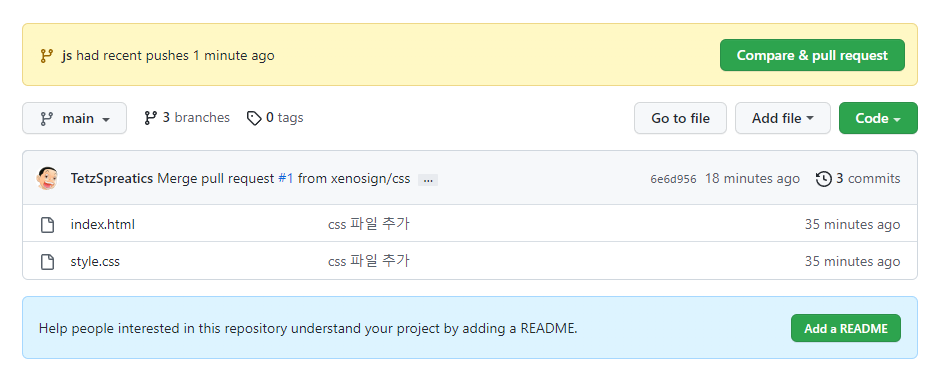 js had recent pushes 1 minute ago Compare & pull request
main 3 branches 0 tags Go to file Add file Code
TetzSpreatics Merge pull request #1 from xenosign/css ... 6e6d956 18 minutes ago 3 commits
index.html css 파일 추가 35 minutes ago
style.css css 파일 추가 35 minutes ago
Help people interested in this repository understand your project by adding a README. Add a README